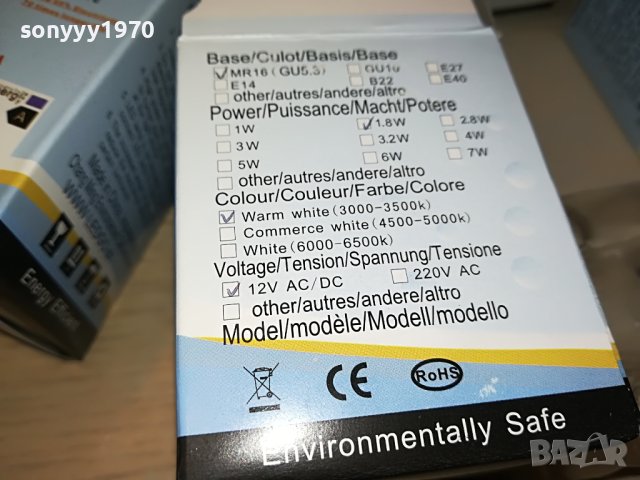 sonyyy1970
Base/Culot/Basis/Base
MR16 (GU5.3) GU10 E27
E14 B22 E40
other/autres/andere/altro
Power/Puissance/Macht/Potere
1W 1.8W 2.8W
3W 3.2W 4W
5W 6W 7W
other/autres/andere/altro
Colour/Couleur/Farbe/Colore
Warm white (3000-3500k)
Commerce white (4500-5000k)
White (6000-6500k)
Voltage/Tension/Spannung/Tensione
12V AC/DC 220V AC
other/autres/andere/altro
Model/modèle/Modell/modello
CE RoHS
Environmentally Safe
A
Energy
BAZAR